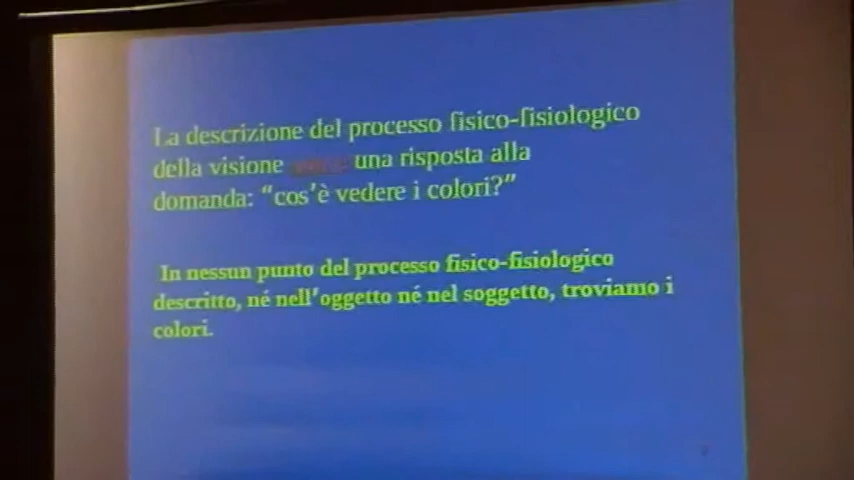 La descrizione del processo fisico-fisiologico
della visione una risposta alla
domanda: “cos'è vedere i colori?”
In nessun punto del processo fisico-fisiologico
descritto, né nell'oggetto né nel soggetto, troviamo i
colori.